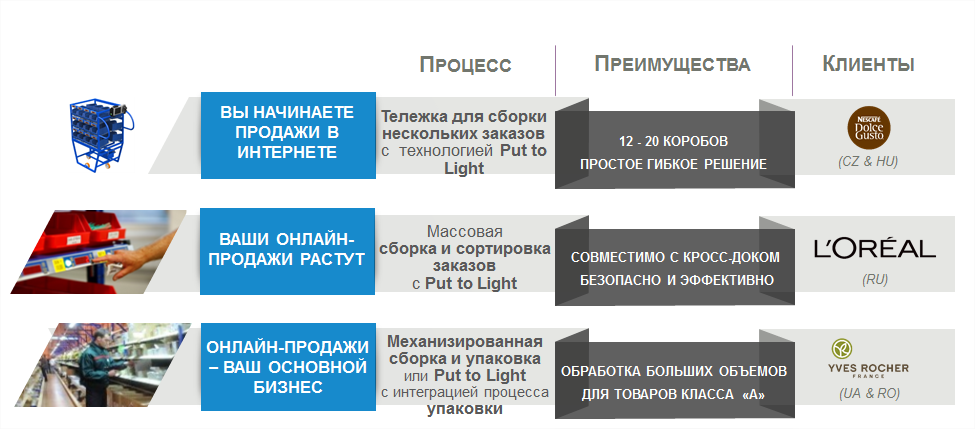 ПРОЦЕСС
ПРЕИМУЩЕСТВА
КЛИЕНТЫ
ВЫ НАЧИНАЕТЕ
ПРОДАЖИ В
ИНТЕРНЕТЕ
Тележка для сборки
нескольких заказов
с технологией Put to
Light
12 - 20 КОРОБОВ
ПРОСТОЕ ГИБКОЕ РЕШЕНИЕ
NESCAFÉ
Dolce
Gusto
(CZ & HU)
ВАШИ ОНЛАЙН-
ПРОДАЖИ РАСТУТ
Массовая
сборка и сортировка
заказов
с Put to Light
СОВМЕСТИМО С КРОСС-ДОКОМ
БЕЗОПАСНО И ЭФФЕКТИВНО
L'ORÉAL
(RU)
ОНЛАЙН-ПРОДАЖИ
– ВАШ ОСНОВНОЙ
БИЗНЕС
Механизированная
сборка и упаковка
или Put to Light
с интеграцией процесса
упаковки
ОБРАБОТКА БОЛЬШИХ ОБЪЕМОВ
ДЛЯ ТОВАРОВ КЛАССА «А»
YVES ROCHER
FRANCE
(UA & RO)